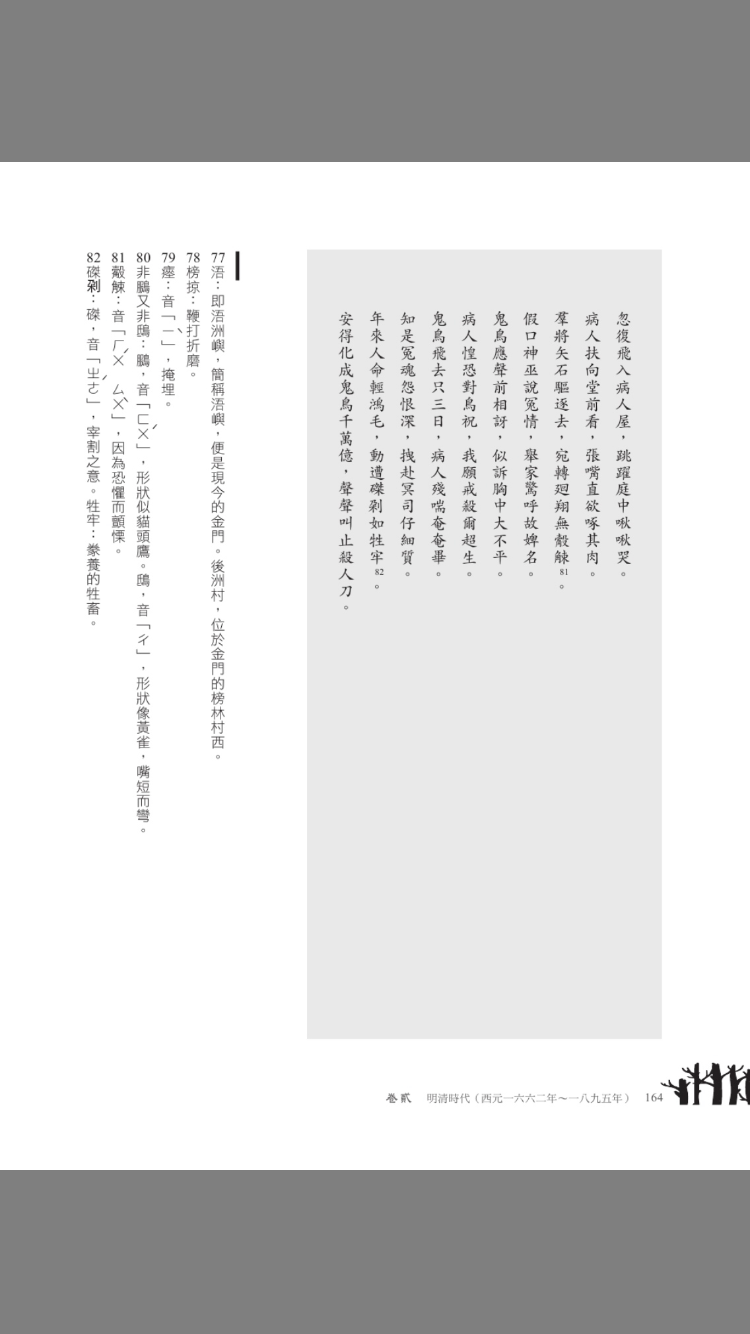 忽復飛入病人屋，跳躍庭中啾啾哭。
病人扶向堂前看，張嘴直欲啄其肉。
羣將矢石驅逐去，宛轉廻翔無觳觫81。
假口神巫說冤情，舉家驚呼故婢名。
鬼鳥應聲前相訝，似訴胸中大不平。
病人惶恐對鳥祝，我願戒殺爾超生。
鬼鳥飛去只三日，病人殘喘奄奄畢。
知是冤魂怨恨深，拽赴冥司仔細質。
年來人命輕鴻毛，動遭磔剁如牲牢82。
安得化成鬼鳥千萬億，聲聲叫止殺人刀。
77 浯：即浯洲嶼，簡稱浯嶼，便是現今的金門。後洲村，位於金門的榜林村西。
78 榜掠：鞭打折磨。
79 瘞：音「ㄧˋ」，掩埋。
80 非鵩又非鴟：鵩，音「ㄈㄨˊ」，形狀似貓頭鷹。鴟，音「ㄔ」，形狀像黃雀，嘴短而彎。
81 觳觫：音「ㄏㄨˊ ㄙㄨˋ」，因為恐懼而顫慄。
82 磔剁：磔，音「ㄓㄜˊ」，宰割之意。牲牢：豢養的牲畜。
卷貳 明清時代（西元一六六二年～一八九五年） 164